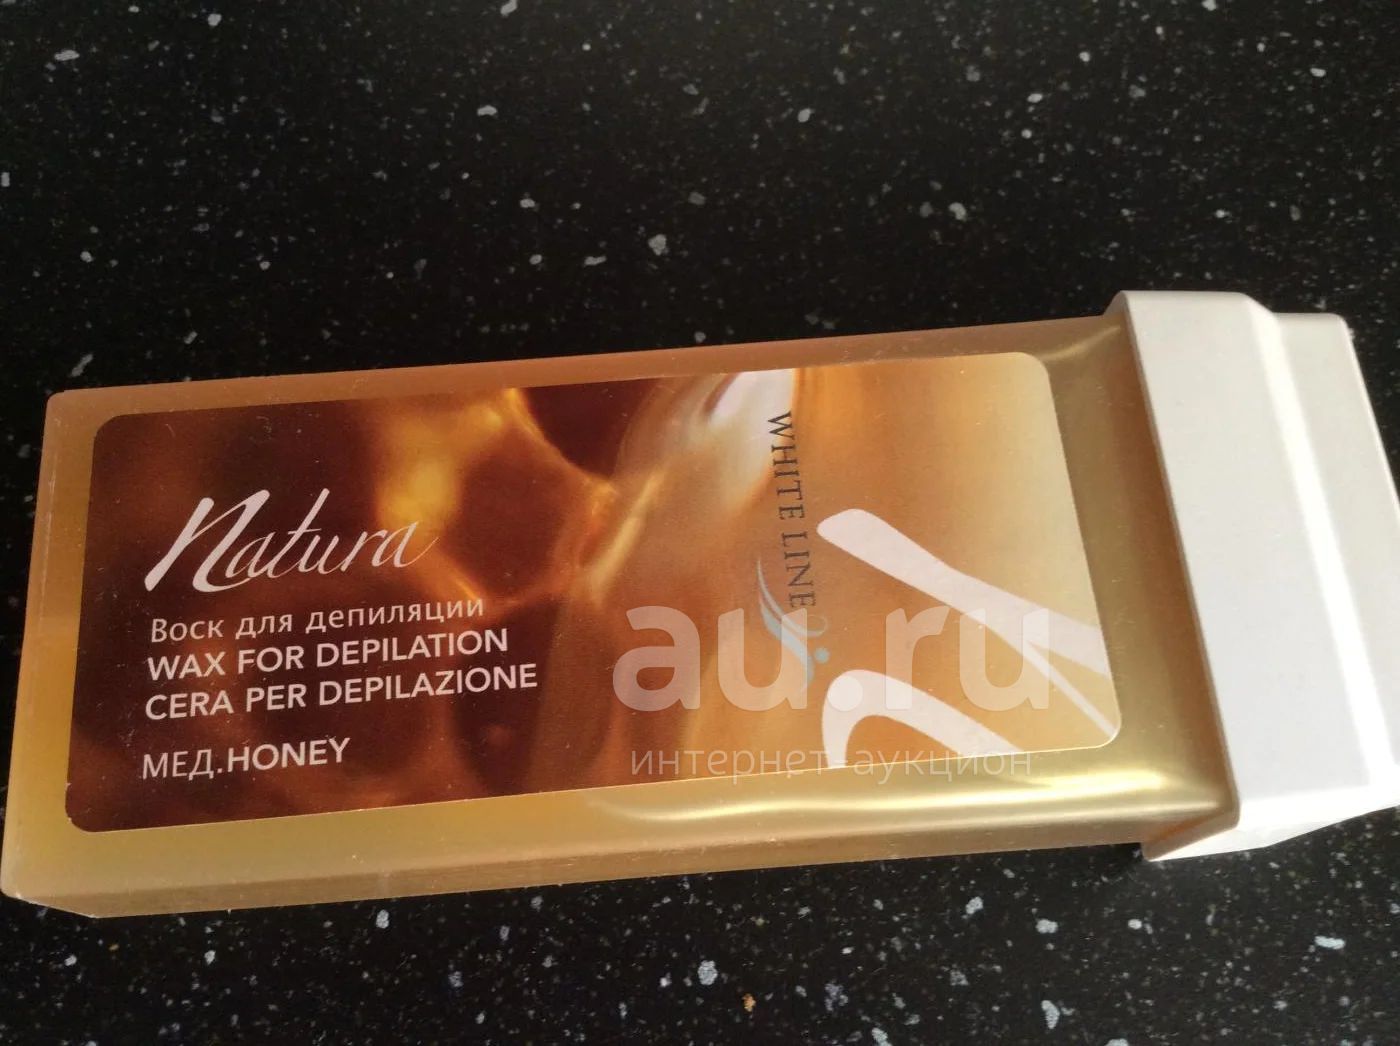 Natura
Воск для депиляции
WAX FOR DEPILATION
CERA PER DEPILAZIONE
МЕД.HONEY
WHITE LINE
au.ru
интернет-аукцион